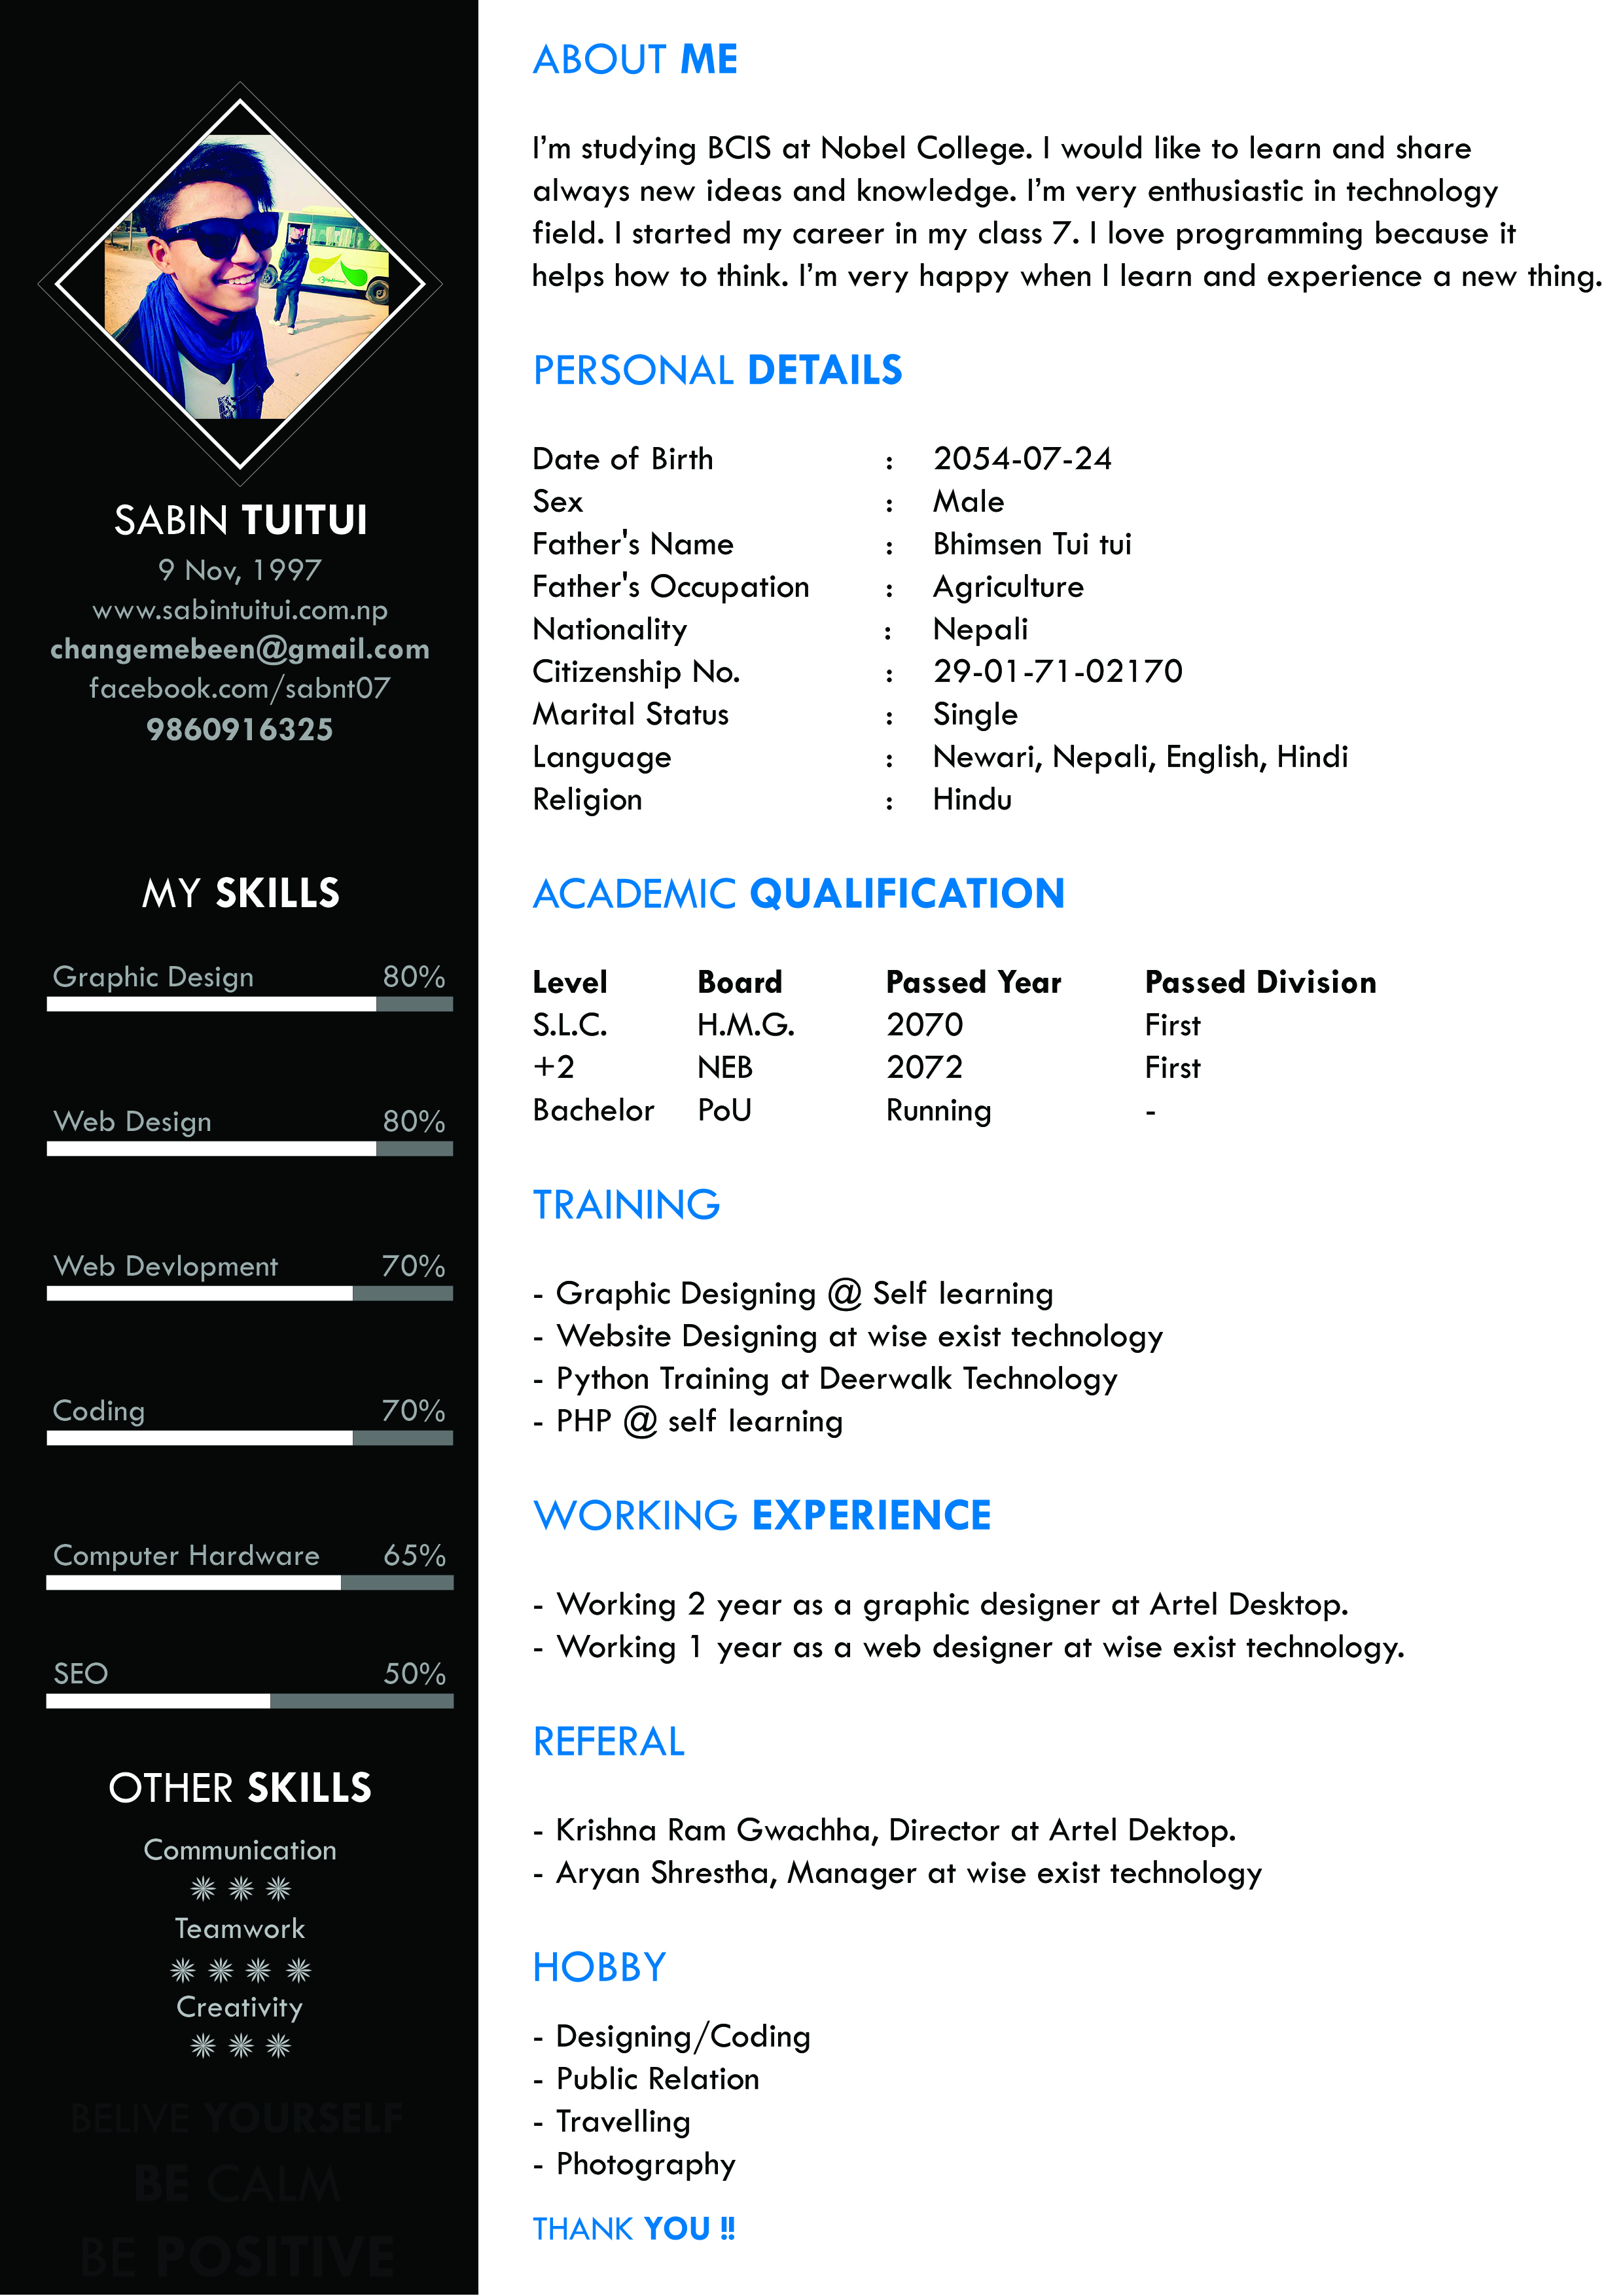 SABIN TUITUI
9 Nov, 1997
www.sabintuitui.com.np
changemebeen@gmail.com
facebook.com/sabnt07
9860916325
MY SKILLS
Graphic Design 80%
Web Design 80%
Web Devlopment 70%
Coding 70%
Computer Hardware 65%
SEO 50%
OTHER SKILLS
Communication
Teamwork
Creativity
BELIVE YOURSELF
BE CALM
BE POSITIVE
ABOUT ME
I’m studying BCIS at Nobel College. I would like to learn and share
always new ideas and knowledge. I’m very enthusiastic in technology
field. I started my career in my class 7. I love programming because it
helps how to think. I’m very happy when I learn and experience a new thing.
PERSONAL DETAILS
Date of Birth : 2054-07-24
Sex : Male
Father's Name : Bhimsen Tui tui
Father's Occupation : Agriculture
Nationality : Nepali
Citizenship No. : 29-01-71-02170
Marital Status : Single
Language : Newari, Nepali, English, Hindi
Religion : Hindu
ACADEMIC QUALIFICATION
Level Board Passed Year Passed Division
S.L.C. H.M.G. 2070 First
+2 NEB 2072 First
Bachelor PoU Running -
TRAINING
- Graphic Designing @ Self learning
- Website Designing at wise exist technology
- Python Training at Deerwalk Technology
- PHP @ self learning
WORKING EXPERIENCE
- Working 2 year as a graphic designer at Artel Desktop.
- Working 1 year as a web designer at wise exist technology.
REFERAL
- Krishna Ram Gwachha, Director at Artel Dektop.
- Aryan Shrestha, Manager at wise exist technology
HOBBY
- Designing/Coding
- Public Relation
- Travelling
- Photography
THANK YOU !!